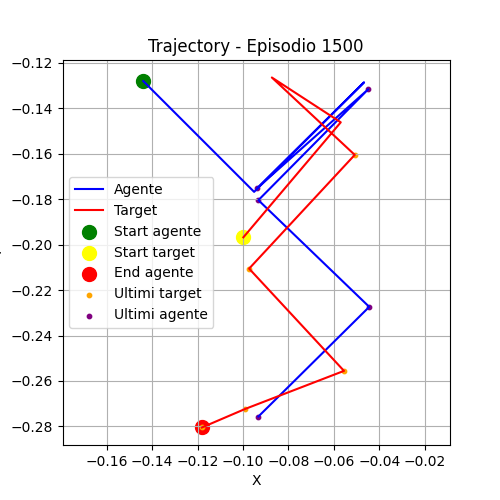 Trajectory - Episodio 1500
−0.12
−0.14
−0.16
−0.18
−0.20
−0.22
−0.24
−0.26
−0.28
Agente
Target
Start agente
Start target
End agente
Ultimi target
Ultimi agente
−0.16 −0.14 −0.12 −0.10 −0.08 −0.06 −0.04 −0.02
X